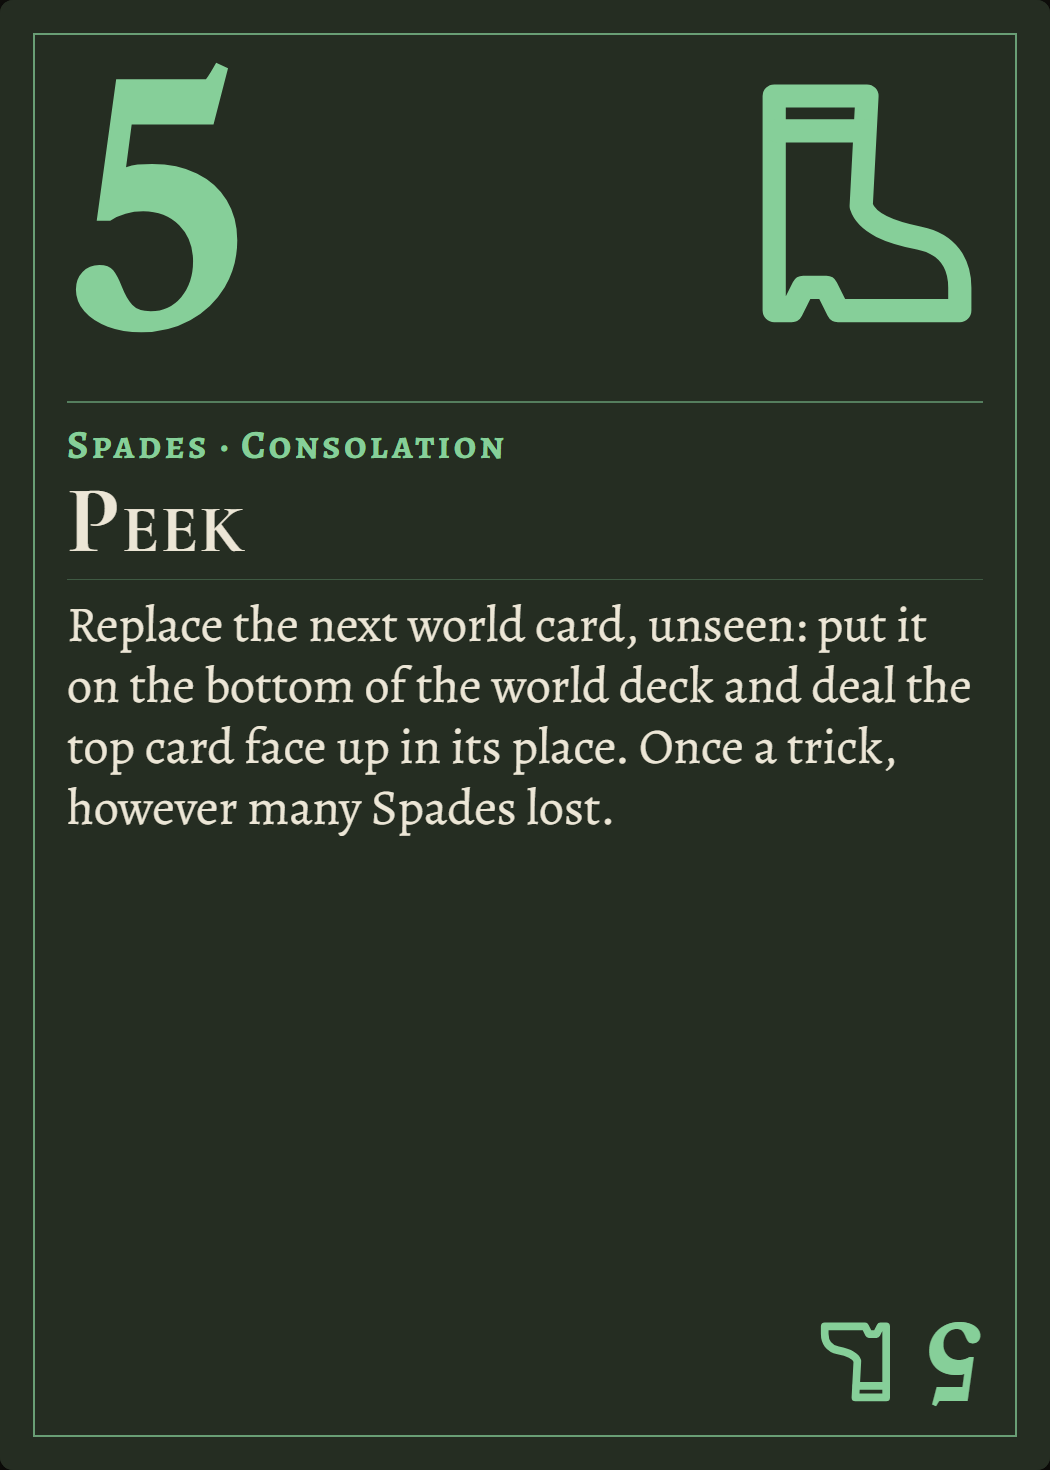 5
Spades · Consolation
Peek
Replace the next world card, unseen: put it
on the bottom of the world deck and deal the
top card face up in its place. Once a trick,
however many Spades lost.
5